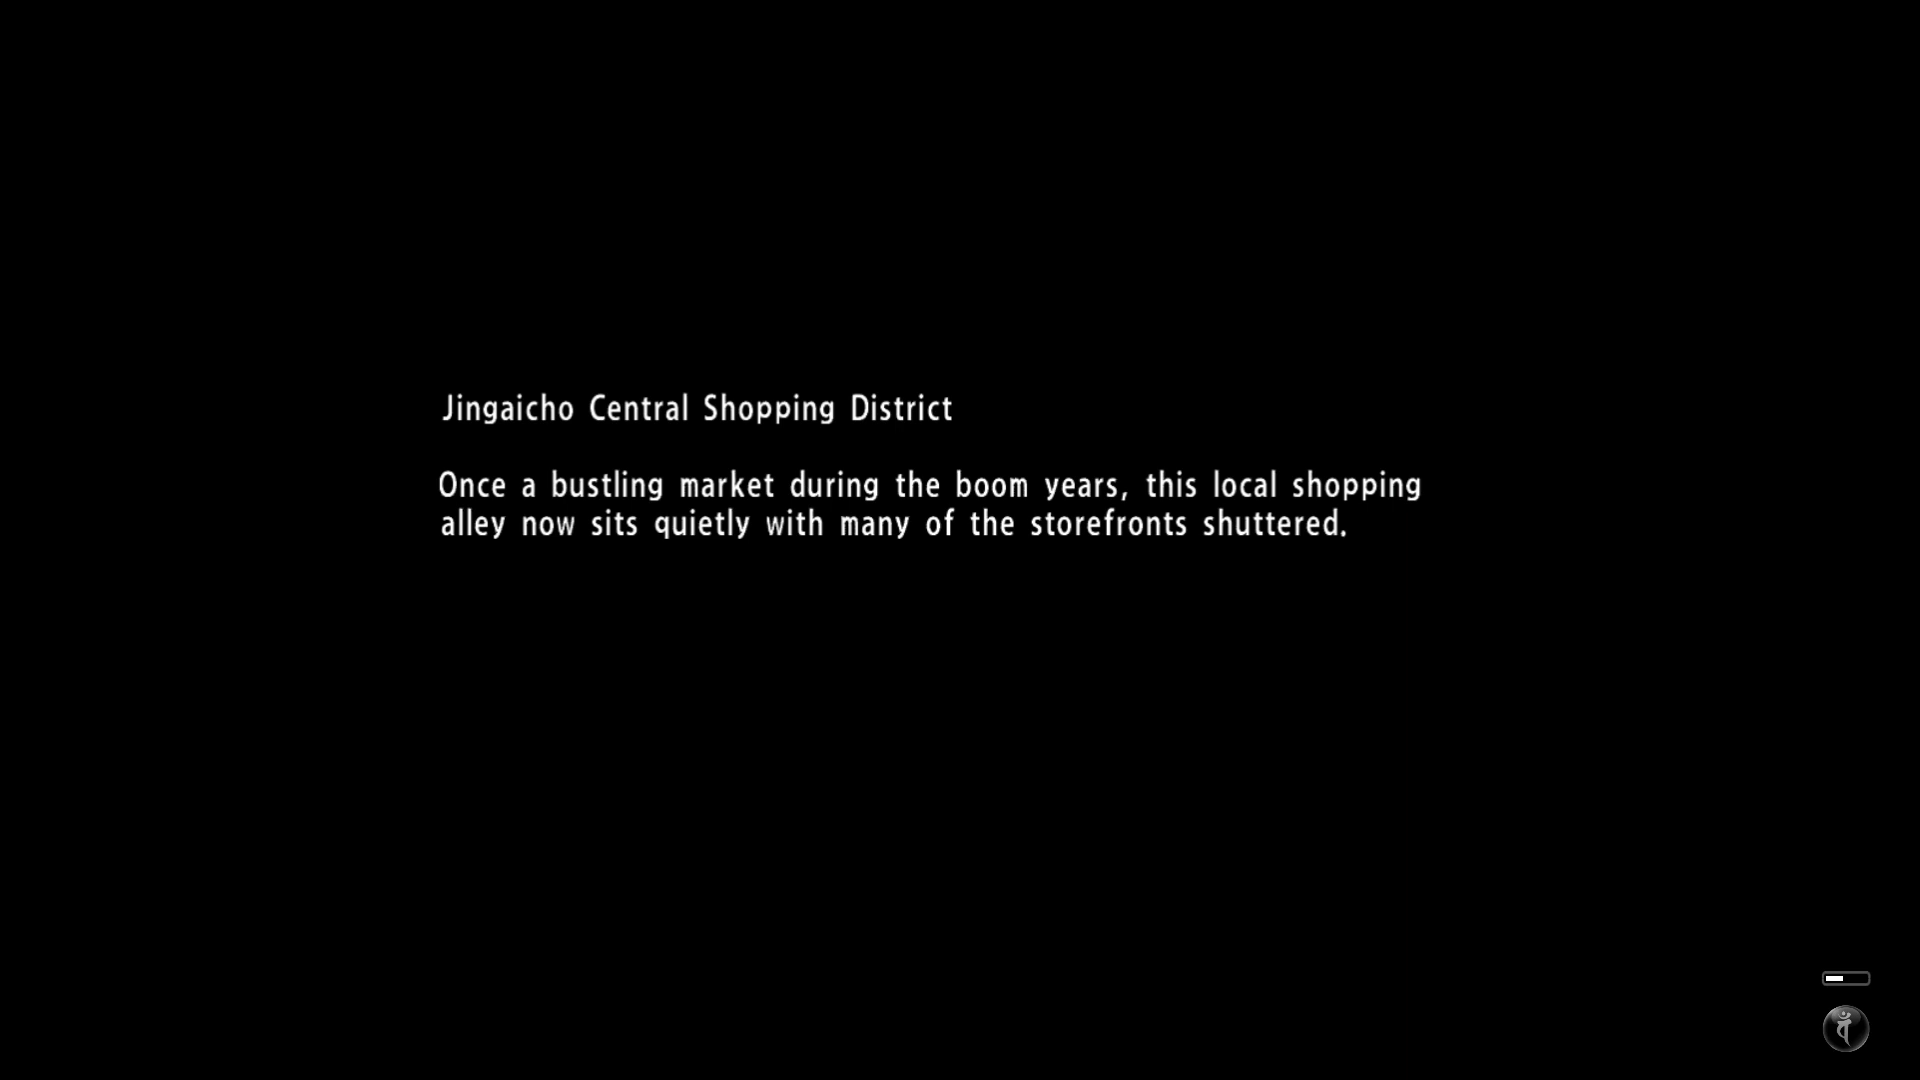 Jingaicho Central Shopping District
Once a bustling market during the boom years, this local shopping
alley now sits quietly with many of the storefronts shuttered.